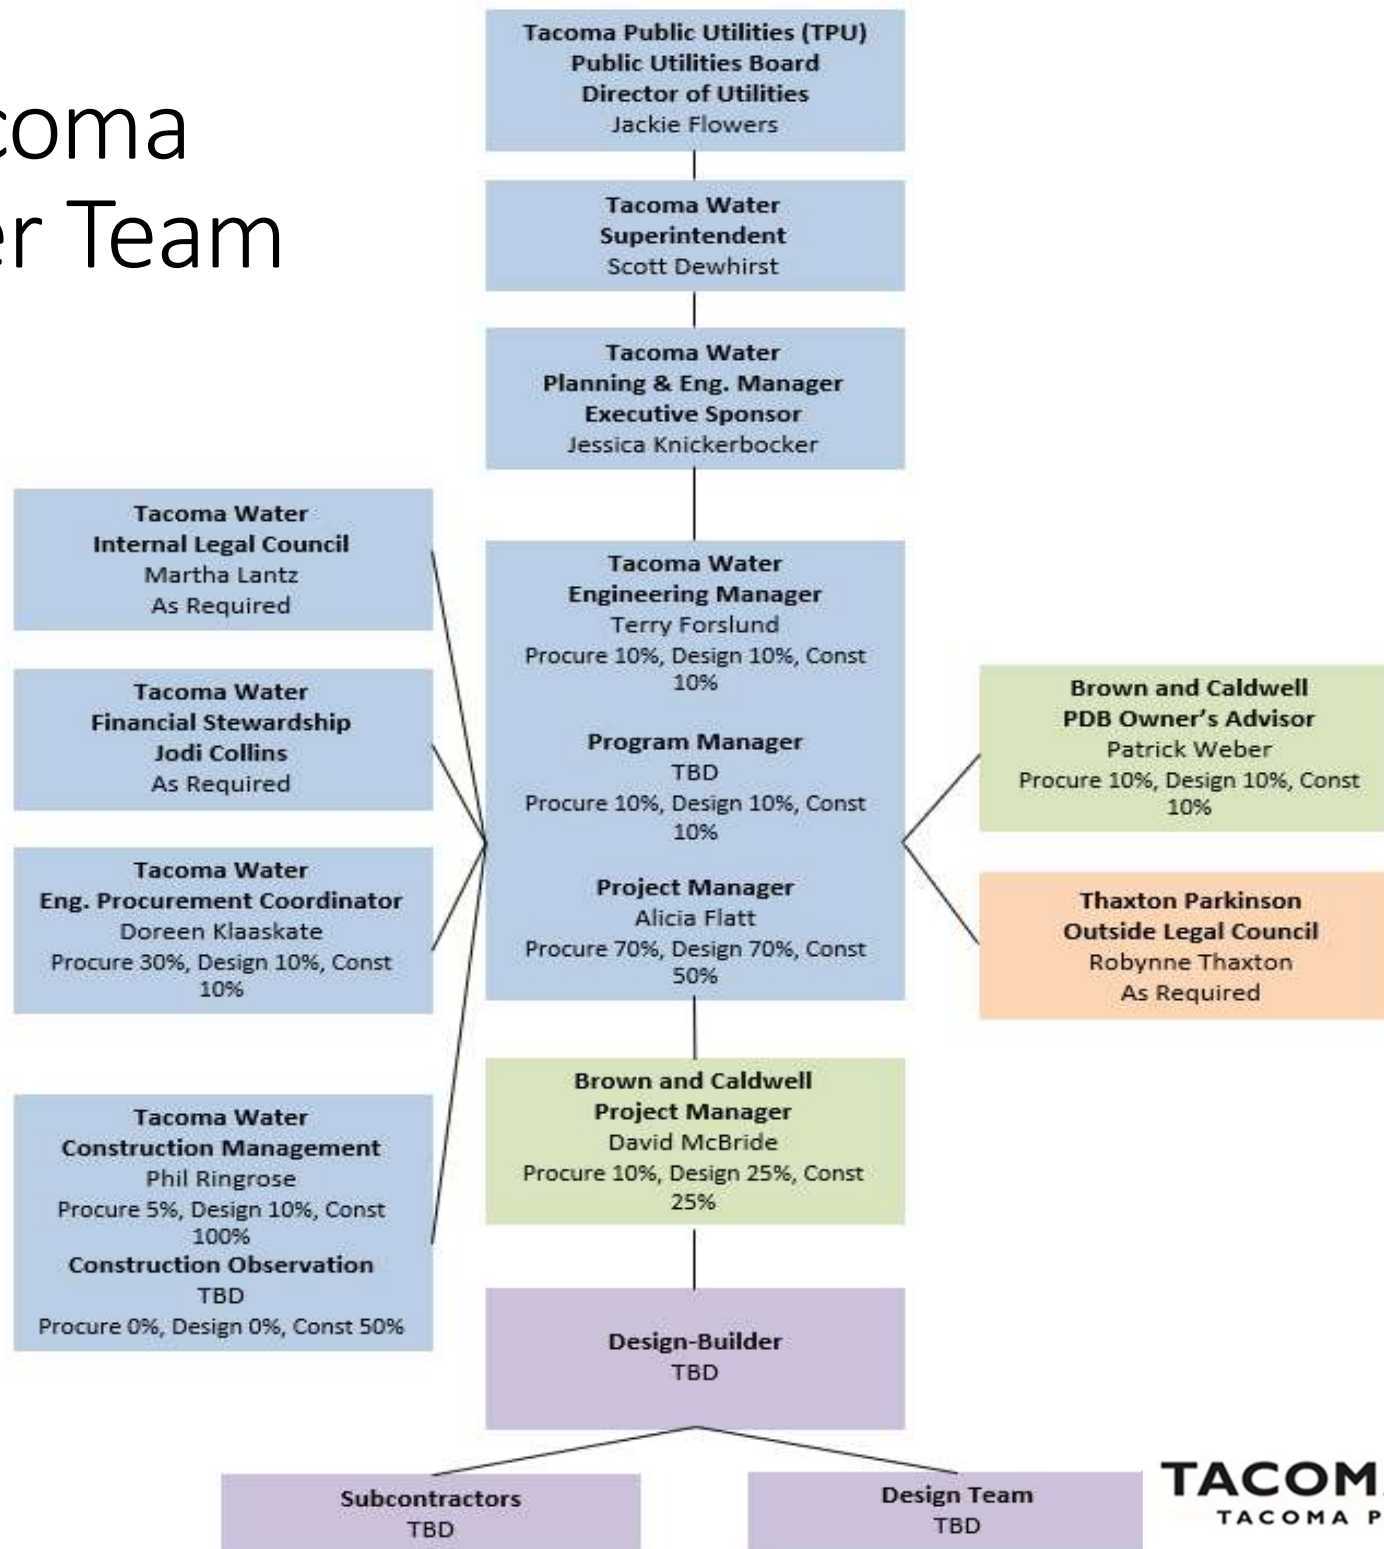 coma
er Team
Tacoma Public Utilities (TPU)
Public Utilities Board
Director of Utilities
Jackie Flowers
Tacoma Water
Superintendent
Scott Dewhirst
Tacoma Water
Planning & Eng. Manager
Executive Sponsor
Jessica Knickerbocker
Tacoma Water
Internal Legal Council
Martha Lantz
As Required
Tacoma Water
Financial Stewardship
Jodi Collins
As Required
Tacoma Water
Eng. Procurement Coordinator
Doreen Klaaskate
Procure 30%, Design 10%, Const
10%
Tacoma Water
Construction Management
Phil Ringrose
Procure 5%, Design 10%, Const
100%
Construction Observation
TBD
Procure 0%, Design 0%, Const 50%
Tacoma Water
Engineering Manager
Terry Forslund
Procure 10%, Design 10%, Const
10%
Program Manager
TBD
Procure 10%, Design 10%, Const
10%
Project Manager
Alicia Flatt
Procure 70%, Design 70%, Const
50%
Brown and Caldwell
PDB Owner’s Advisor
Patrick Weber
Procure 10%, Design 10%, Const
10%
Thaxton Parkinson
Outside Legal Council
Robynne Thaxton
As Required
Brown and Caldwell
Project Manager
David McBride
Procure 10%, Design 25%, Const
25%
Design-Builder
TBD
Subcontractors
TBD
Design Team
TBD
TACOMA
TACOMA P